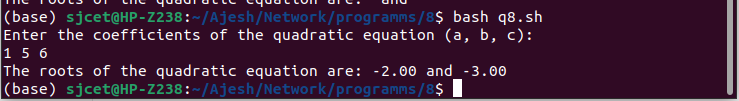 The roots of the quadratic equation are:  and
(base) sjcet@HP-Z238:~/Ajesh/Network/programms/8$ bash q8.sh
Enter the coefficients of the quadratic equation (a, b, c):
1 5 6
The roots of the quadratic equation are: -2.00 and -3.00
(base) sjcet@HP-Z238:~/Ajesh/Network/programms/8$